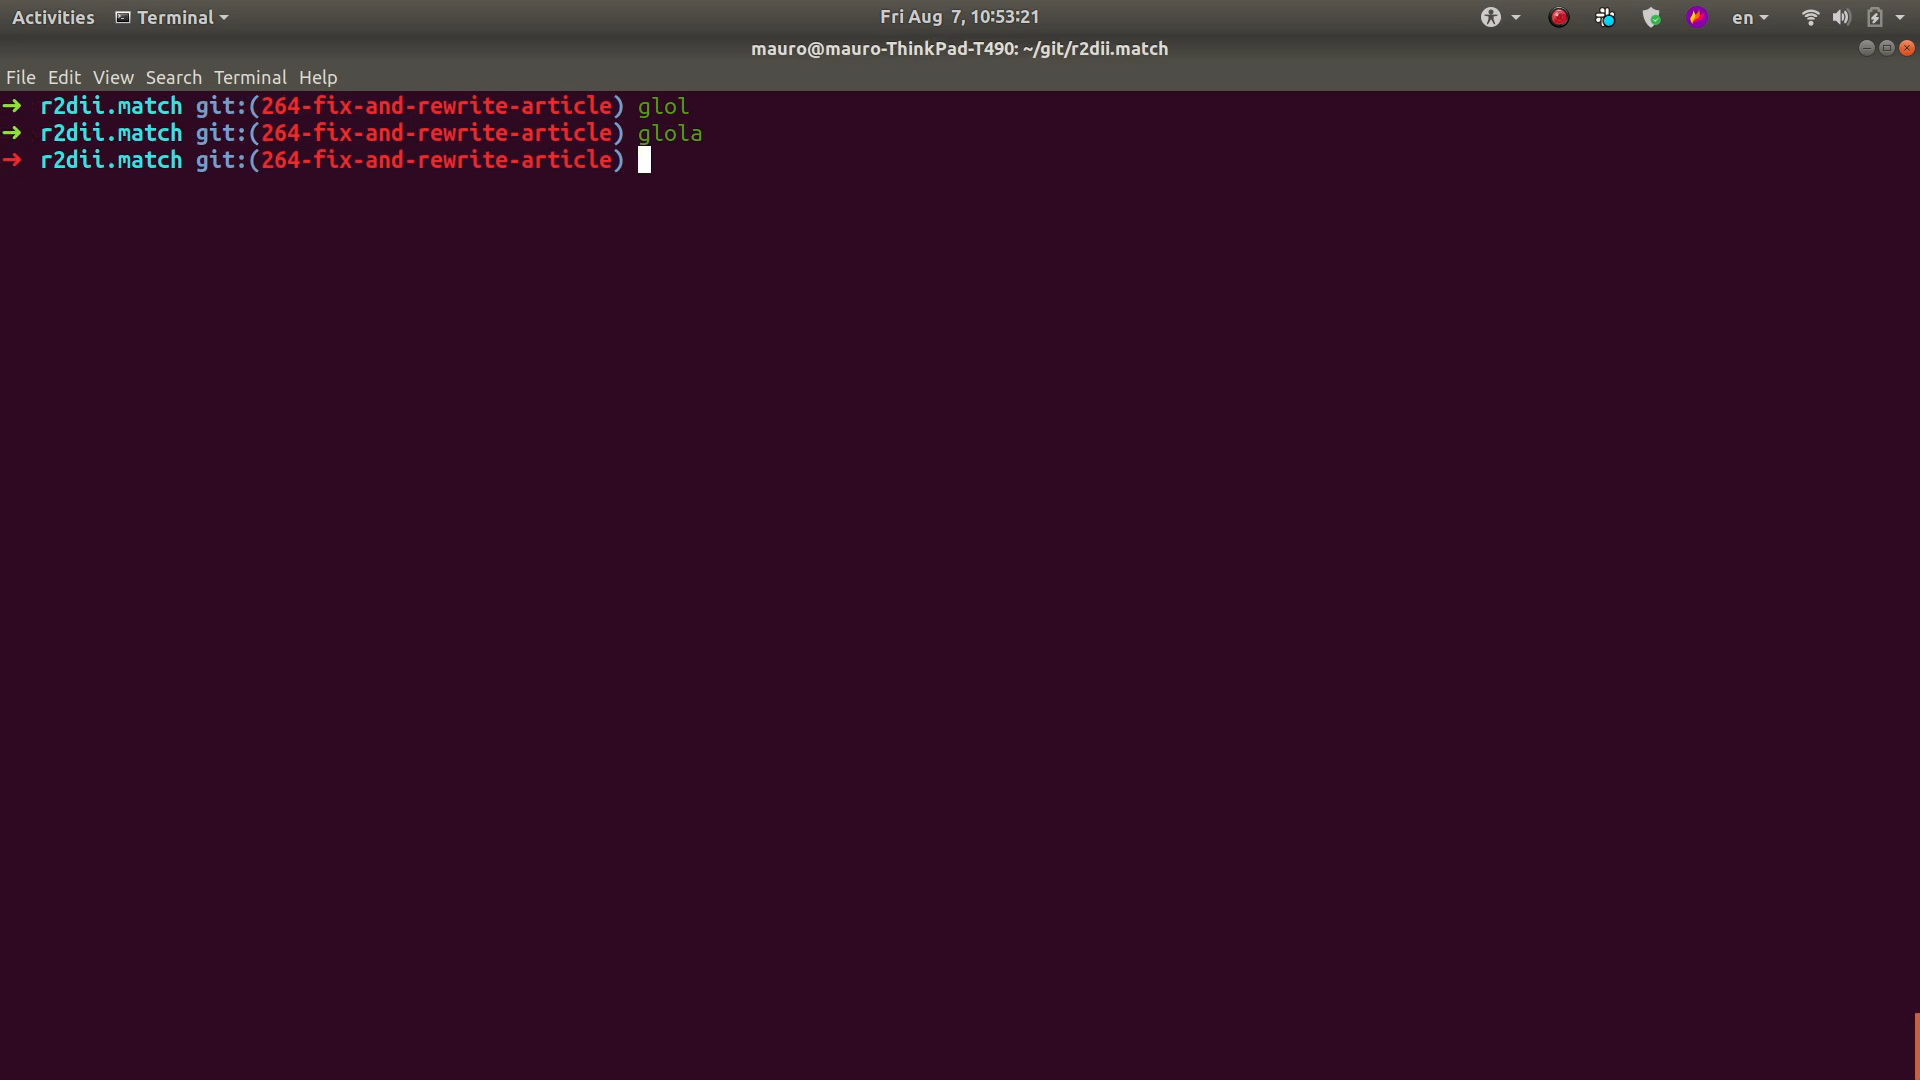 Activities Terminal Fri Aug 7, 10:53:21 en
mauro@mauro-ThinkPad-T490: ~/git/r2dii.match
File Edit View Search Terminal Help
➜ r2dii.match git:(264-fix-and-rewrite-article) glol
➜ r2dii.match git:(264-fix-and-rewrite-article) glola
➜ r2dii.match git:(264-fix-and-rewrite-article)